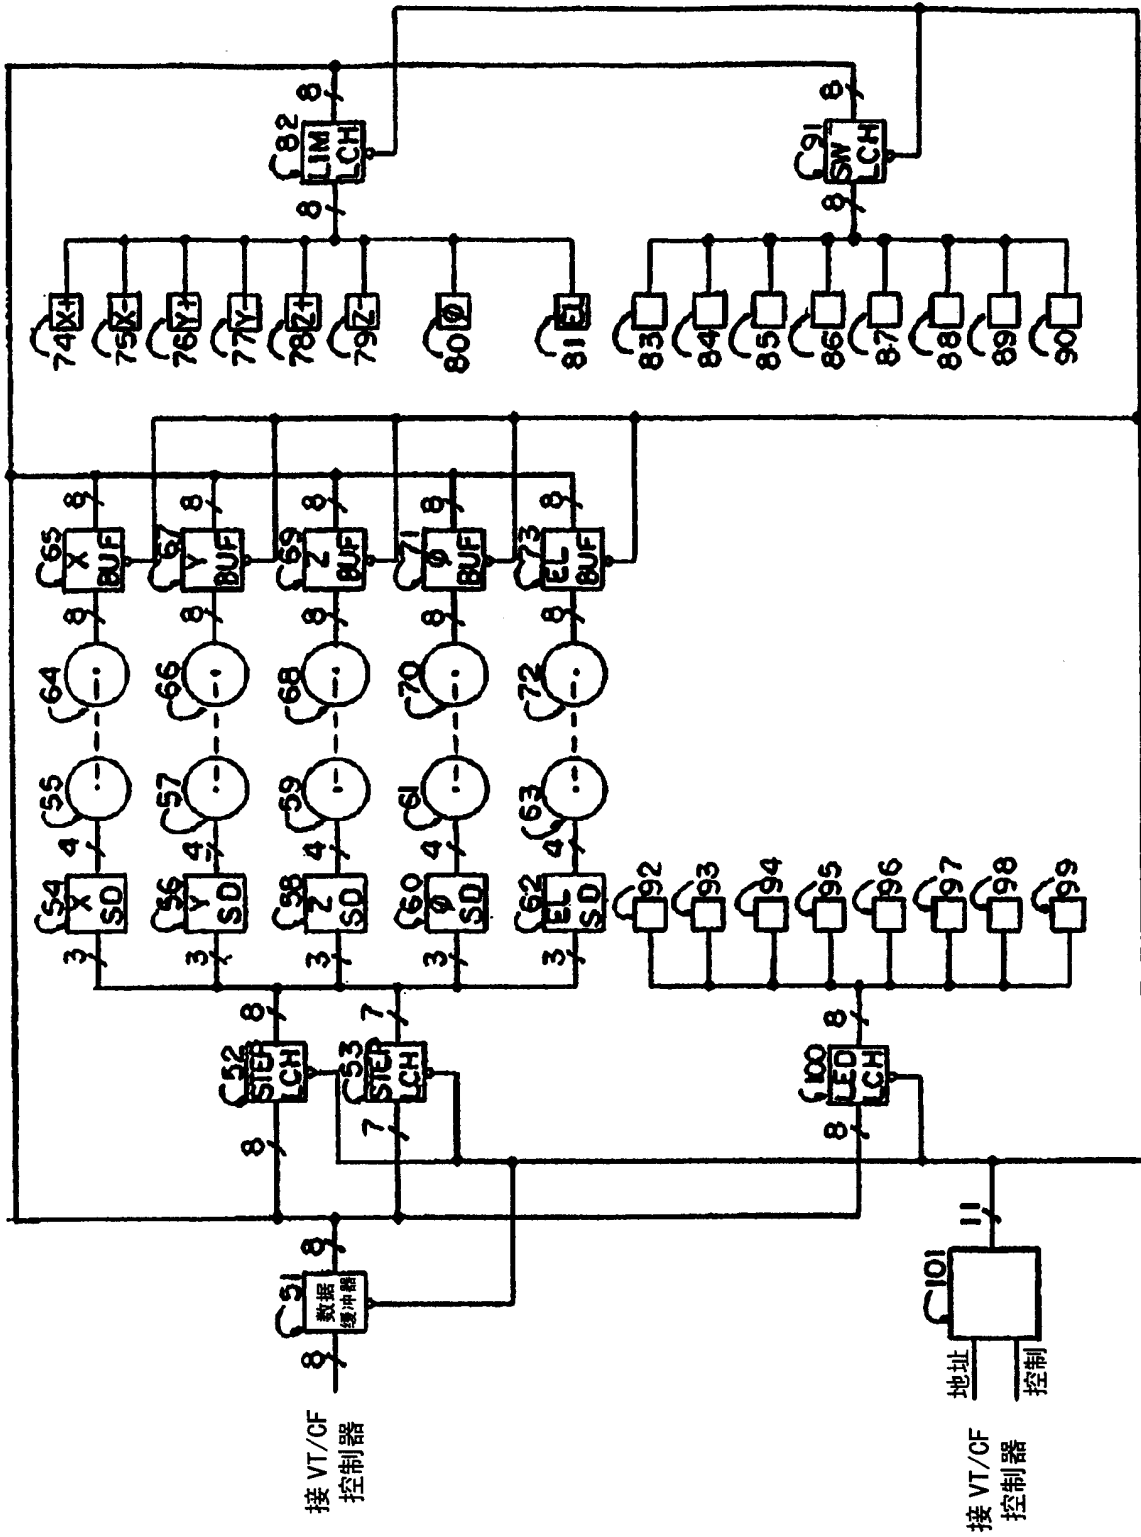 3
54
X
SD
4
55
64
8
65
X
BUF
8
74
X+
75
X-
3
56
Y
SD
4
57
66
8
67
Y
BUF
8
76
Y+
77
Y-
8
52
STEP
LCH
8
接 VT/CF
控制器
8
51
数据
缓冲器
8
3
58
Z
SD
4
59
68
8
69
Z
BUF
8
78
Z+
79
Z-
8
82
LIM
LCH
8
7
53
STEP
LCH
7
3
60
Ø
SD
4
61
70
8
71
Ø
BUF
8
80
Ø
3
62
EL
SD
4
63
72
8
73
EL
BUF
8
81
EL
92
93
94
95
96
97
98
99
83
84
85
86
87
88
89
90
8
100
LED
LCH
8
8
91
SW
LCH
8
接 VT/CF
控制器
地址
控制
101
11